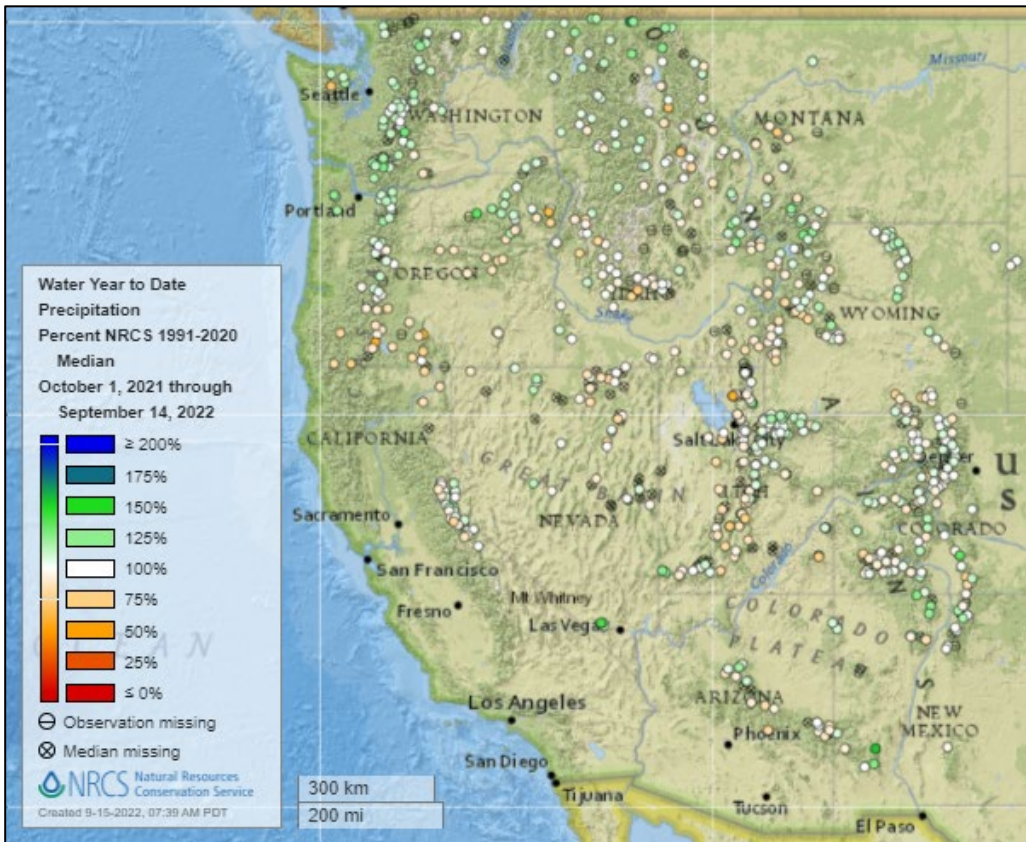 Seattle
WASHINGTON
MONTANA
Missouri
Portland
OREGON
Snake
WYOMING
Water Year to Date
Precipitation
Percent NRCS 1991-2020
Median
October 1, 2021 through
September 14, 2022
≥ 200%
175%
150%
125%
100%
75%
50%
25%
≤ 0%
Observation missing
Median missing
NRCS Natural Resources
Conservation Service
Created 9-15-2022, 07:39 AM PDT
CALIFORNIA
Salt Lake City
GREAT BASIN
NEVADA
UTAH
Denver
U
S
COLORADO
Sacramento
San Francisco
Colorado
Fresno
Mt Whitney
Las Vegas
COLORADO
PLATEAU
OCEAN
Los Angeles
ARIZONA
NEW
MEXICO
Phoenix
San Diego
Tijuana
Tucson
El Paso
300 km
200 mi